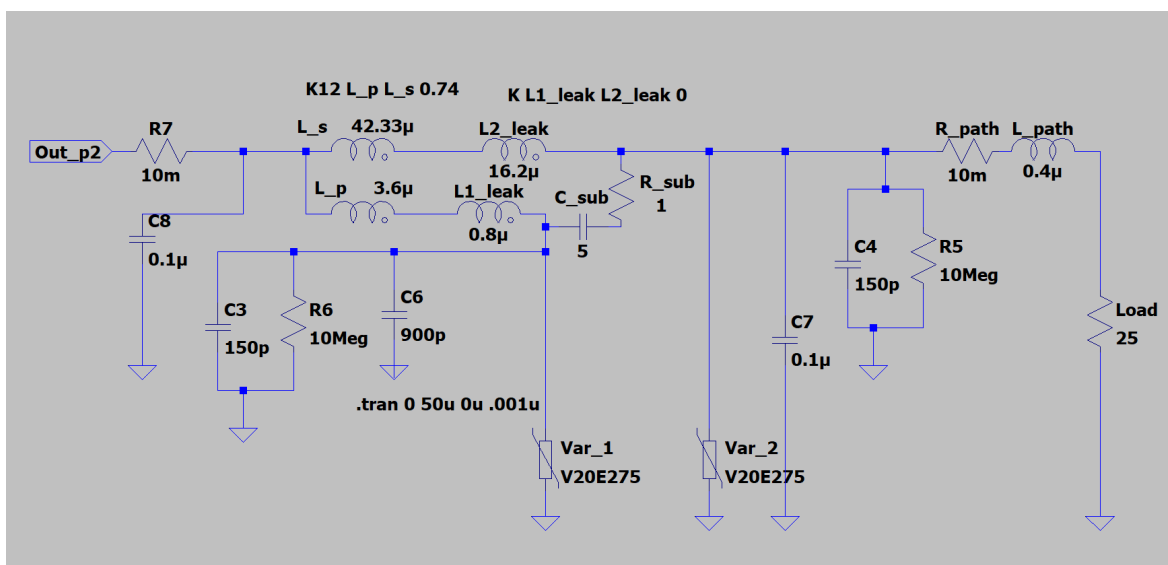 K12 L_p L_s 0.74
K L1_leak L2_leak 0
Out_p2
R7
10m
L_s
42.33µ
L2_leak
16.2µ
R_path
10m
L_path
0.4µ
L_p
3.6µ
L1_leak
0.8µ
C_sub
5
R_sub
1
C8
0.1µ
C3
150p
R6
10Meg
C6
900p
C4
150p
R5
10Meg
C7
0.1µ
Load
25
.tran 0 50u 0u .001u
Var_1
V20E275
Var_2
V20E275